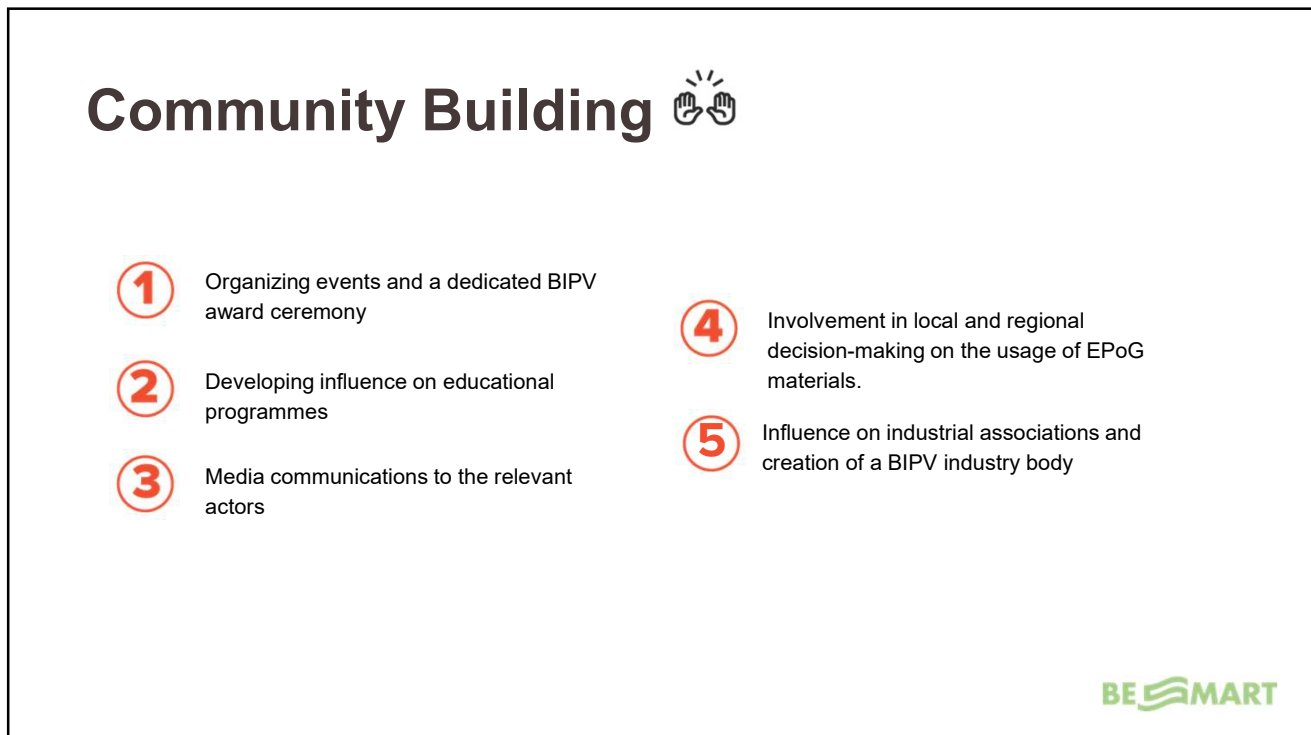 Community Building
1
Organizing events and a dedicated BIPV
award ceremony
2
Developing influence on educational
programmes
3
Media communications to the relevant
actors
4
Involvement in local and regional
decision-making on the usage of EPoG
materials.
5
Influence on industrial associations and
creation of a BIPV industry body
BE SMART